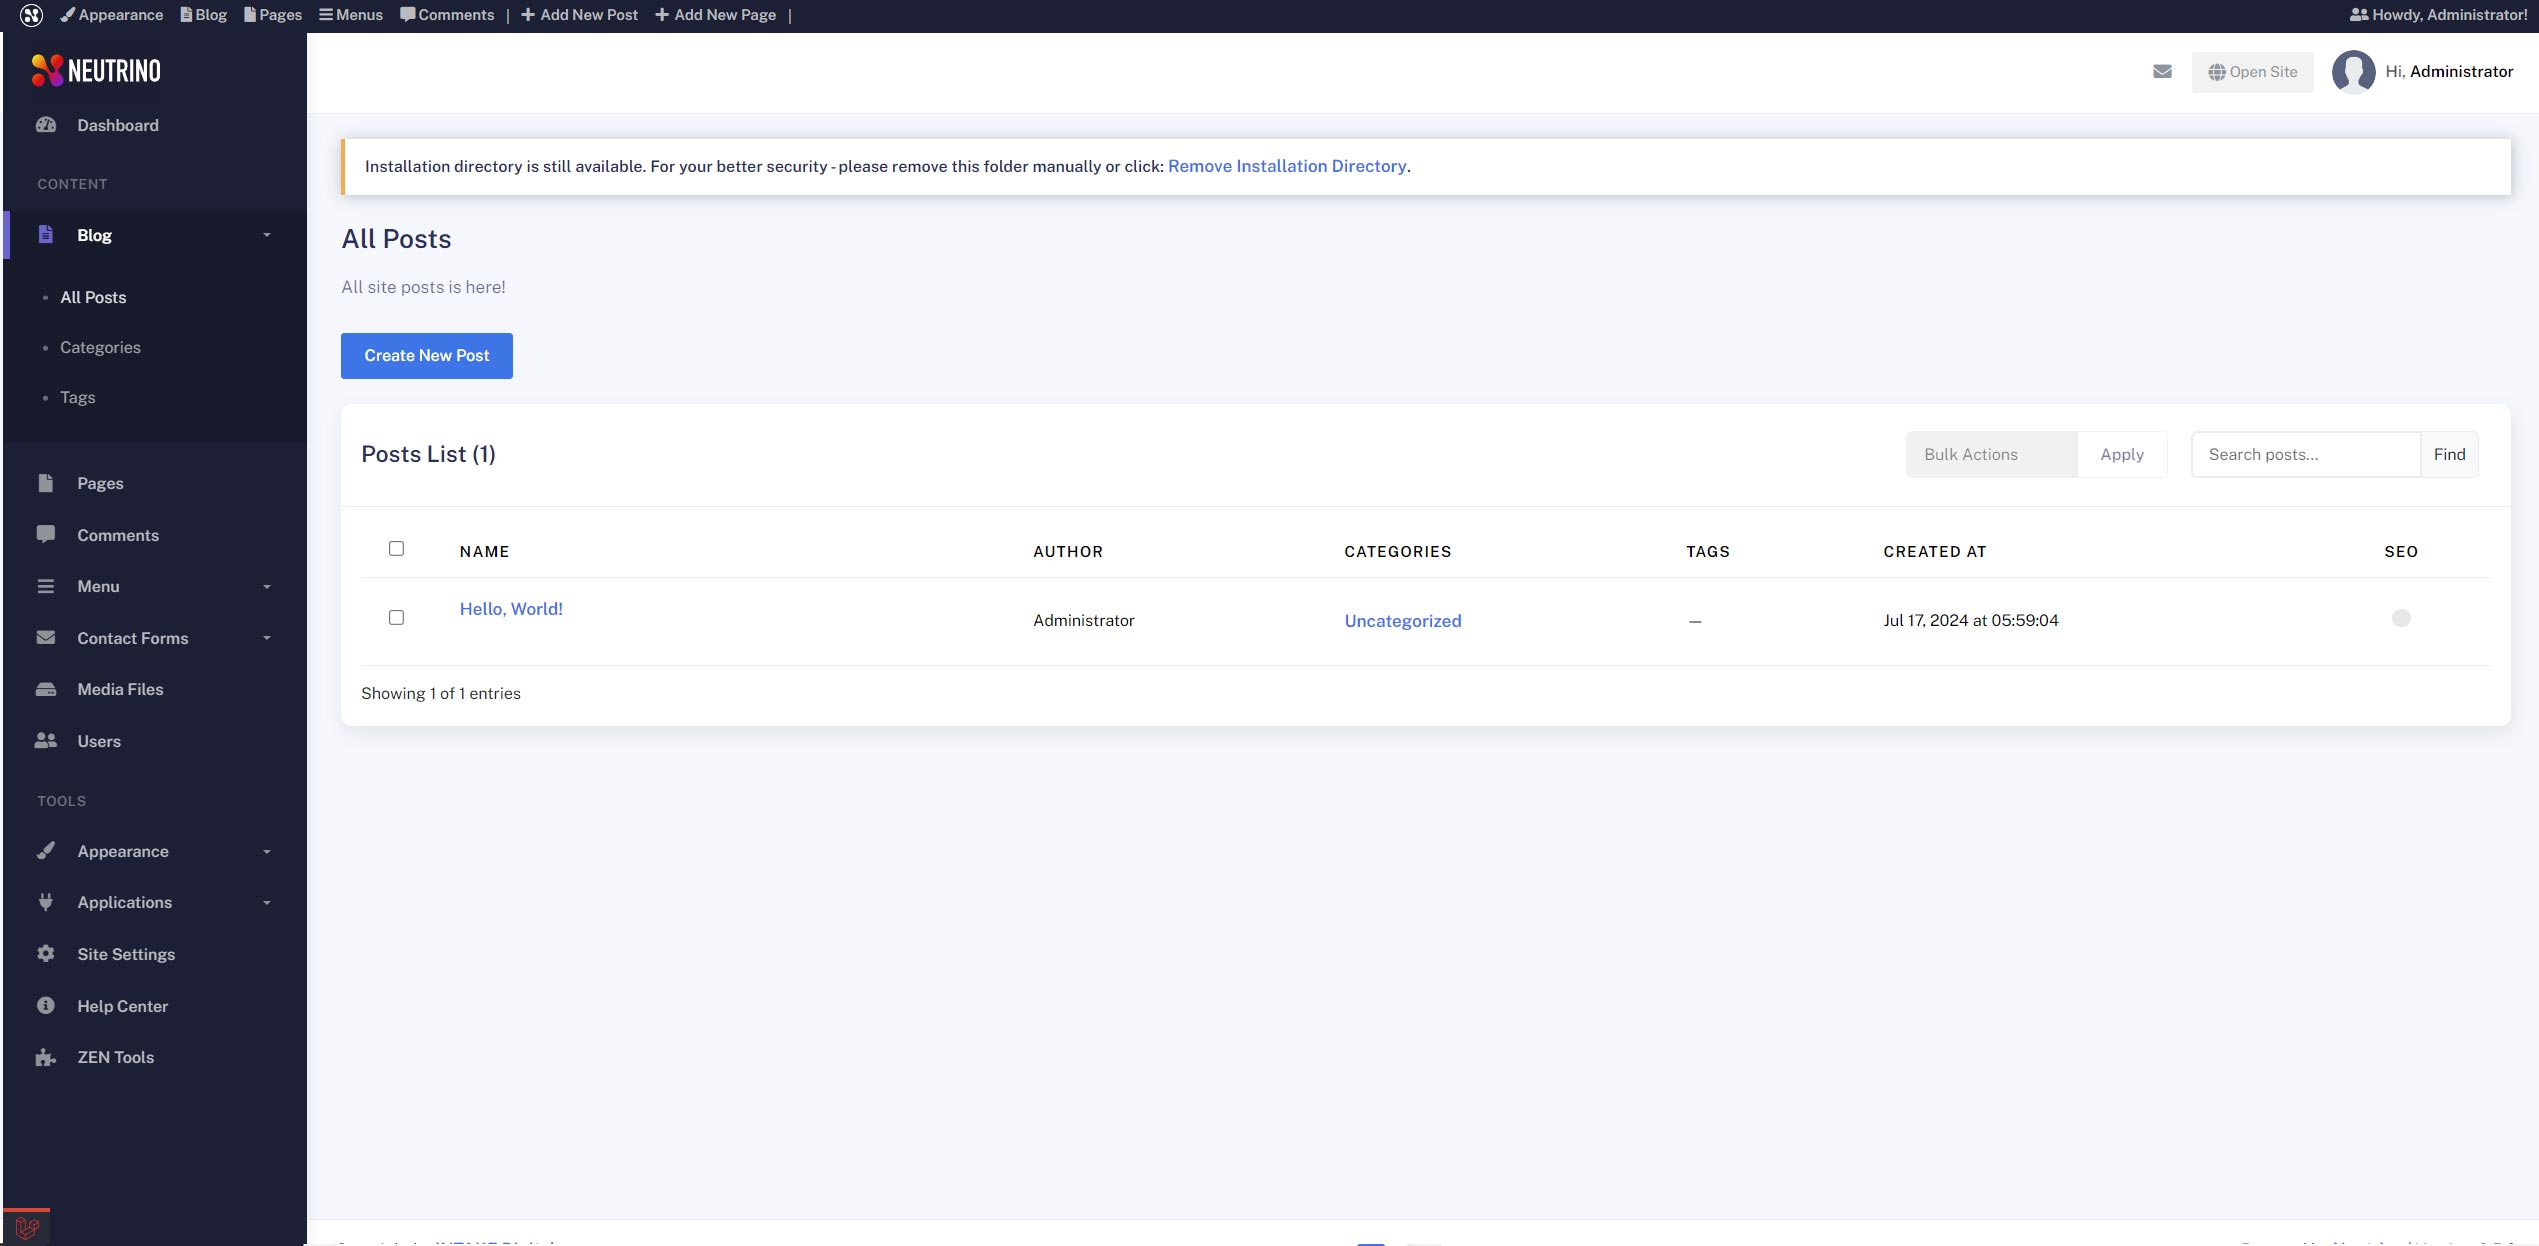 Appearance Blog Pages Menus Comments | + Add New Post + Add New Page | Howdy, Administrator!
NEUTRINO
Open Site Hi, Administrator
Dashboard
CONTENT
Blog
All Posts
Categories
Tags
Pages
Comments
Menu
Contact Forms
Media Files
Users
TOOLS
Appearance
Applications
Site Settings
Help Center
ZEN Tools
Installation directory is still available. For your better security - please remove this folder manually or click: Remove Installation Directory.
All Posts
All site posts is here!
Create New Post
Posts List (1) Bulk Actions Apply Search posts... Find
NAME AUTHOR CATEGORIES TAGS CREATED AT SEO
Hello, World! Administrator Uncategorized — Jul 17, 2024 at 05:59:04
Showing 1 of 1 entries